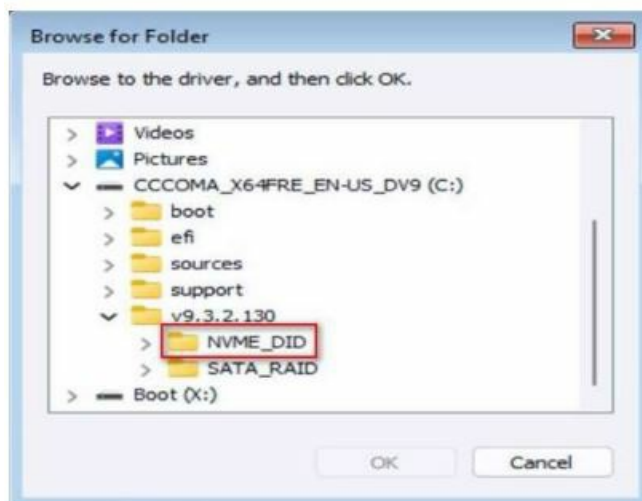 Browse for Folder
Browse to the driver, and then click OK.
Videos
Pictures
CCCOMA_X64FRE_EN-US_DV9 (C:)
boot
efi
sources
support
v9.3.2.130
NVME_DID
SATA_RAID
Boot (X:)
OK
Cancel